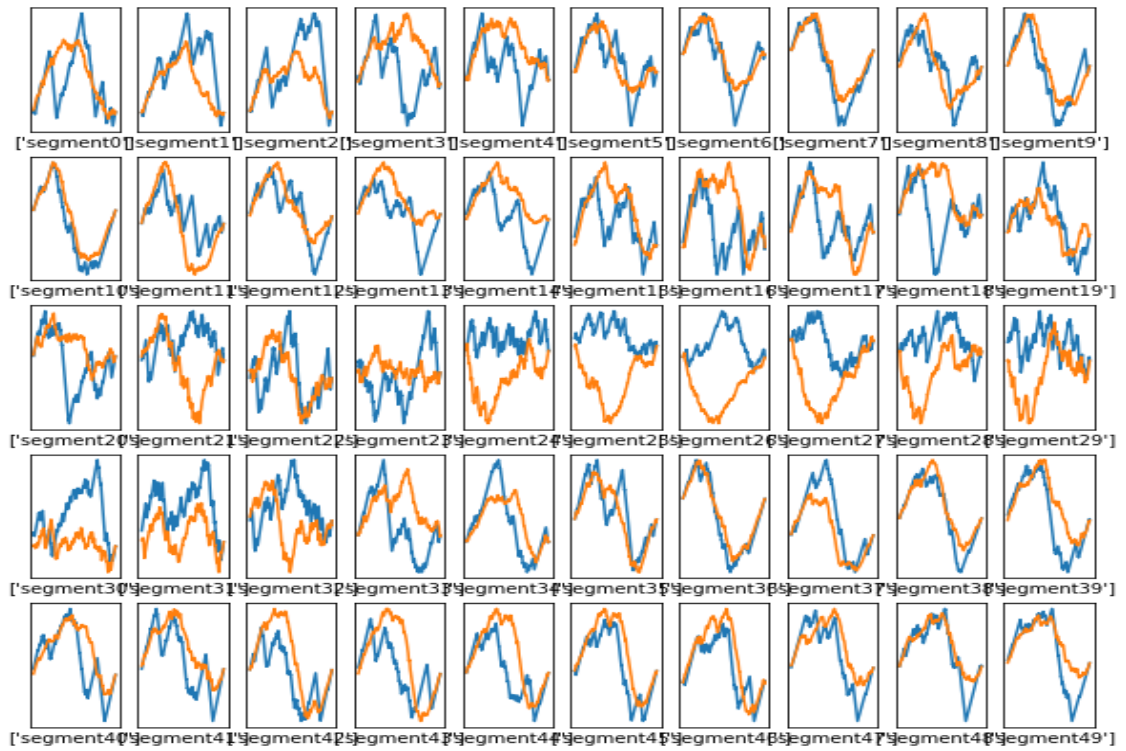 ['segment0'] ['segment1'] ['segment2'] ['segment3'] ['segment4'] ['segment5'] ['segment6'] ['segment7'] ['segment8'] ['segment9']
['segment10'] ['segment11'] ['segment12'] ['segment13'] ['segment14'] ['segment15'] ['segment16'] ['segment17'] ['segment18'] ['segment19']
['segment20'] ['segment21'] ['segment22'] ['segment23'] ['segment24'] ['segment25'] ['segment26'] ['segment27'] ['segment28'] ['segment29']
['segment30'] ['segment31'] ['segment32'] ['segment33'] ['segment34'] ['segment35'] ['segment36'] ['segment37'] ['segment38'] ['segment39']
['segment40'] ['segment41'] ['segment42'] ['segment43'] ['segment44'] ['segment45'] ['segment46'] ['segment47'] ['segment48'] ['segment49']